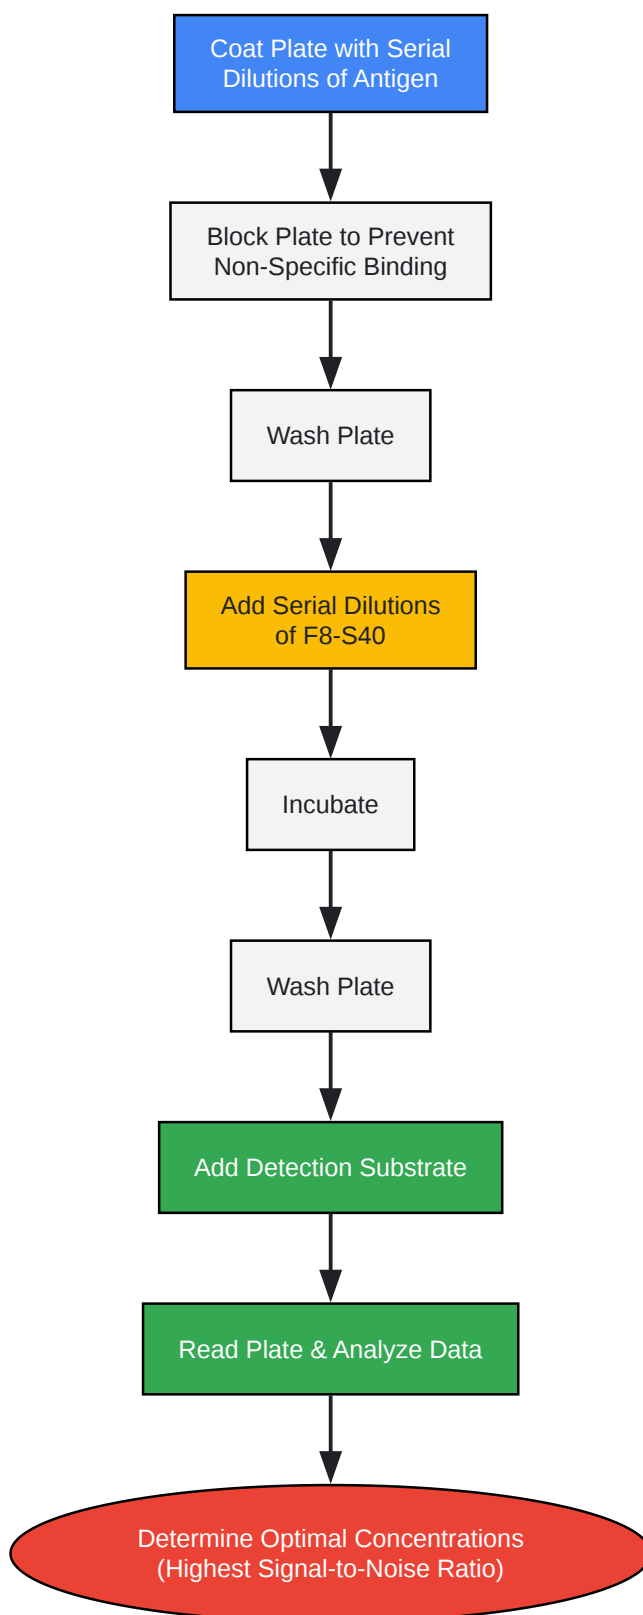 Coat Plate with Serial
Dilutions of Antigen
Block Plate to Prevent
Non-Specific Binding
Wash Plate
Add Serial Dilutions
of F8-S40
Incubate
Wash Plate
Add Detection Substrate
Read Plate & Analyze Data
Determine Optimal Concentrations
(Highest Signal-to-Noise Ratio)